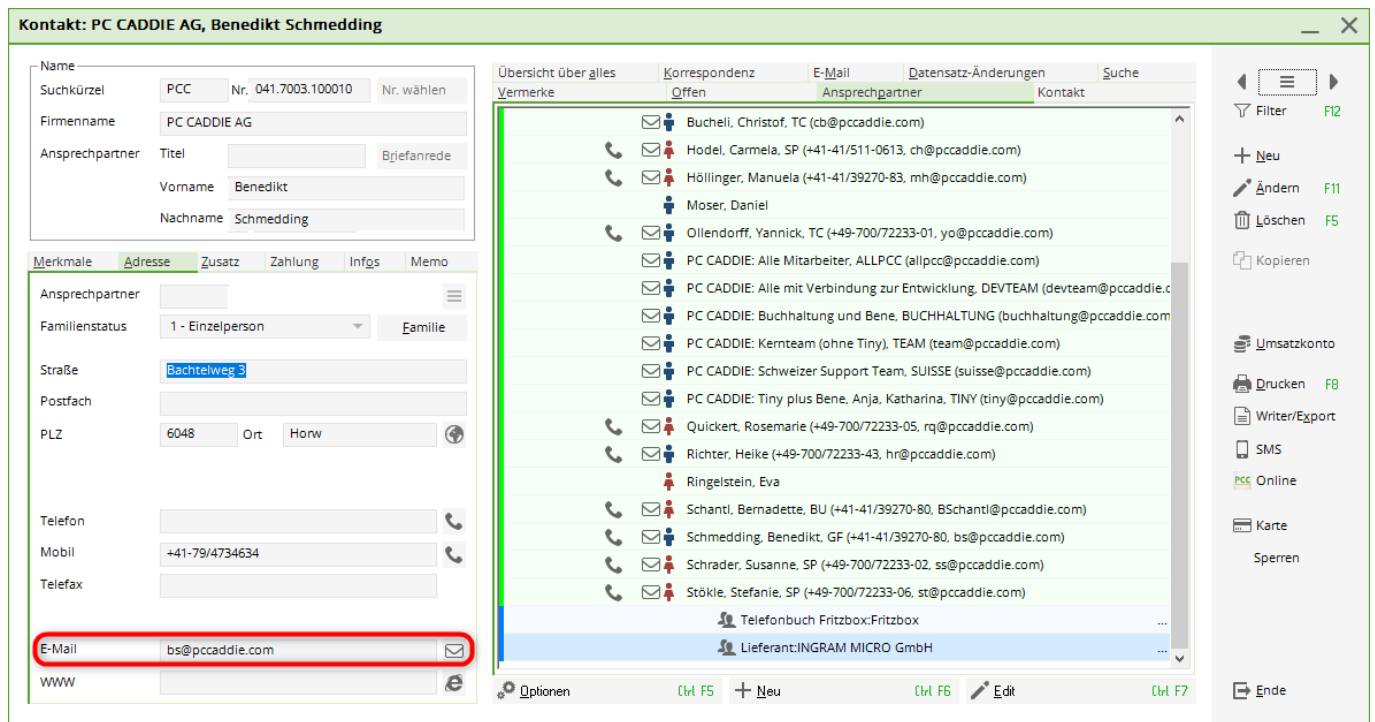 Kontakt: PC CADDIE AG, Benedikt Schmedding
Name
Suchkürzel PCC Nr. 041.7003.100010 Nr. wählen
Firmenname PC CADDIE AG
Ansprechpartner Titel Briefanrede
Vorname Benedikt
Nachname Schmedding
Merkmale Adresse Zusatz Zahlung Infos Memo
Ansprechpartner
Familienstatus 1 - Einzelperson Familie
Straße Bachtelweg 3
Postfach
PLZ 6048 Ort Horw
Telefon
Mobil +41-79/4734634
Telefax
E-Mail bs@pccaddie.com
WWW
Übersicht über alles Korrespondenz E-Mail Datensatz-Änderungen Suche
Vermerke Offen Ansprechpartner Kontakt
Bucheli, Christof, TC (cb@pccaddie.com)
Hodel, Carmela, SP (+41-41/511-0613, ch@pccaddie.com)
Höllinger, Manuela (+41-41/39270-83, mh@pccaddie.com)
Moser, Daniel
Ollendorff, Yannick, TC (+49-700/72233-01, yo@pccaddie.com)
PC CADDIE: Alle Mitarbeiter, ALLPCC (allpcc@pccaddie.com)
PC CADDIE: Alle mit Verbindung zur Entwicklung, DEVTEAM (devteam@pccaddie.c
PC CADDIE: Buchhaltung und Bene, BUCHHALTUNG (buchhaltung@pccaddie.com
PC CADDIE: Kernteam (ohne Tiny), TEAM (team@pccaddie.com)
PC CADDIE: Schweizer Support Team, SUISSE (suisse@pccaddie.com)
PC CADDIE: Tiny plus Bene, Anja, Katharina, TINY (tiny@pccaddie.com)
Quickert, Rosemarie (+49-700/72233-05, rq@pccaddie.com)
Richter, Heike (+49-700/72233-43, hr@pccaddie.com)
Ringelstein, Eva
Schantl, Bernadette, BU (+41-41/39270-80, BSchantl@pccaddie.com)
Schmedding, Benedikt, GF (+41-41/39270-80, bs@pccaddie.com)
Schrader, Susanne, SP (+49-700/72233-02, ss@pccaddie.com)
Stökle, Stefanie, SP (+49-700/72233-06, st@pccaddie.com)
Telefonbuch Fritzbox:Fritzbox ...
Lieferant:INGRAM MICRO GmbH ...
Optionen Ctrl F5 Neu Ctrl F6 Edit Ctrl F7
Filter F12
Neu
Ändern F11
Löschen F5
Kopieren
Umsatzkonto
Drucken F8
Writer/Export
SMS
PCC Online
Karte
Sperren
Ende